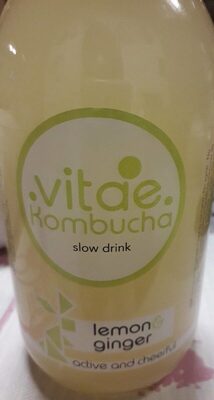 .vitae.
Kombucha
slow drink
lemon &
ginger
active and cheerful